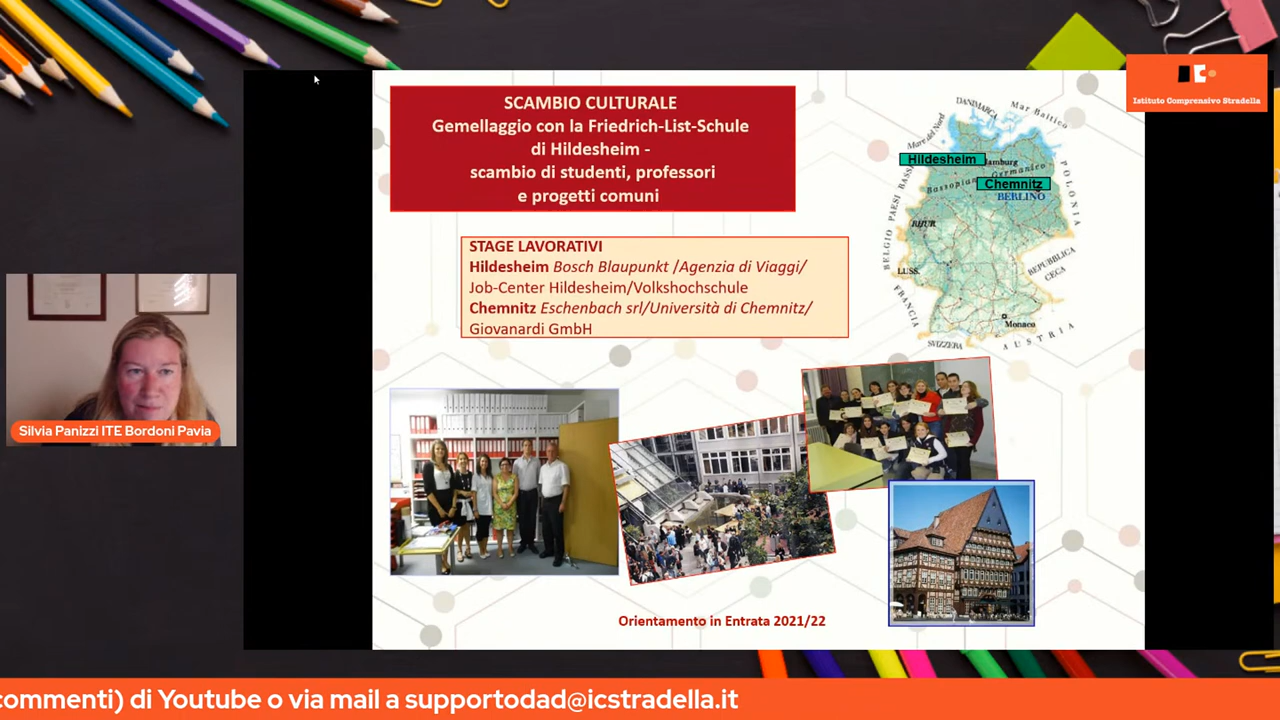 SCAMBIO CULTURALE
Gemellaggio con la Friedrich-List-Schule
di Hildesheim -
scambio di studenti, professori
e progetti comuni
STAGE LAVORATIVI
Hildesheim Bosch Blaupunkt /Agenzia di Viaggi/
Job-Center Hildesheim/Volkshochschule
Chemnitz Eschenbach srl/Università di Chemnitz/
Giovanardi GmbH
DANIMARCA
Mar Baltico
Mare del Nord
Hildesheim
Bassopiano Germanico
Chemnitz
BERLINO
POLONIA
BELGIO PAESI BASSI
RUHR
LUSS.
REPUBBLICA
CECA
FRANCIA
Monaco
SVIZZERA
AUSTRIA
Orientamento in Entrata 2021/22
Istituto Comprensivo Stradella
Silvia Panizzi ITE Bordoni Pavia
commenti) di Youtube o via mail a supportodad@icstradella.it